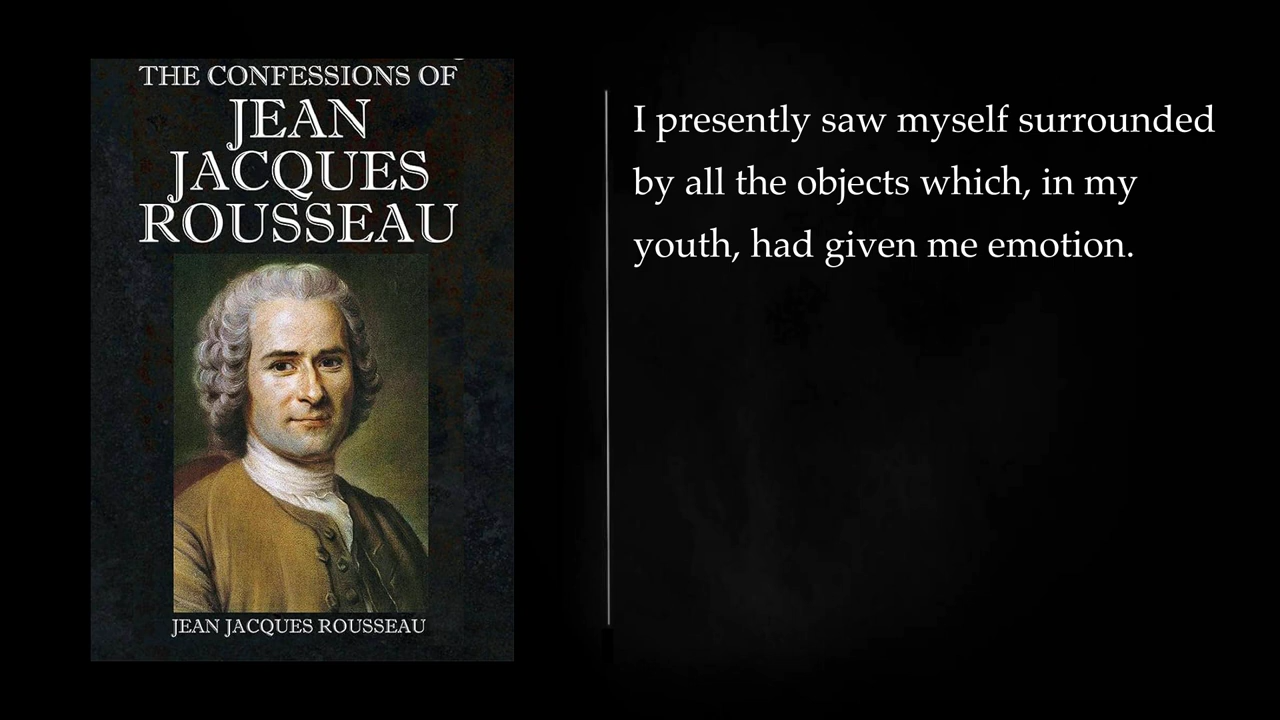 THE CONFESSIONS OF
JEAN
JACQUES
ROUSSEAU
JEAN JACQUES ROUSSEAU
I presently saw myself surrounded
by all the objects which, in my
youth, had given me emotion.